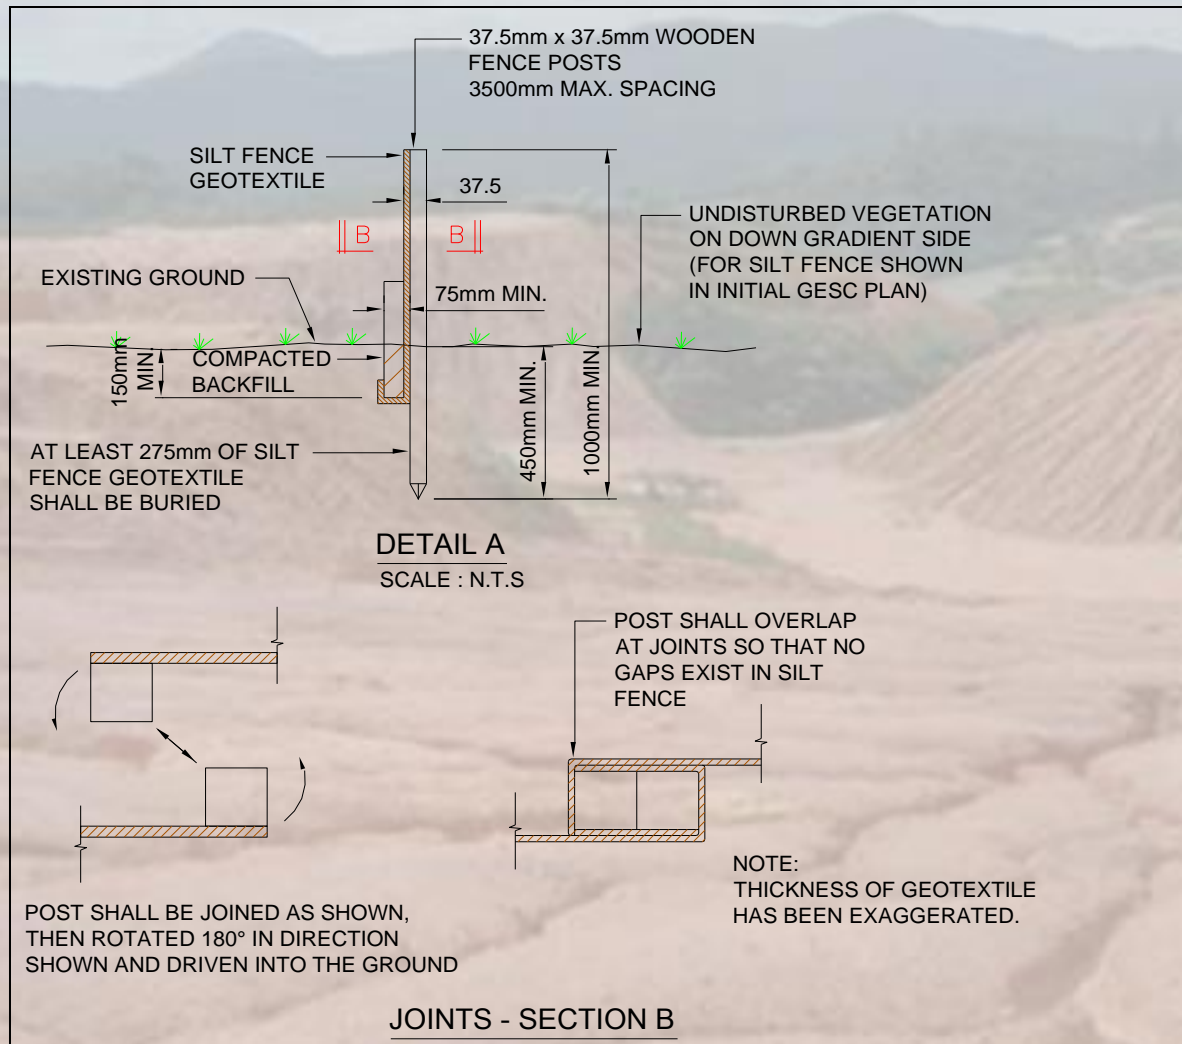 37.5mm x 37.5mm WOODEN
FENCE POSTS
3500mm MAX. SPACING
SILT FENCE
GEOTEXTILE
37.5
B
B
UNDISTURBED VEGETATION
ON DOWN GRADIENT SIDE
(FOR SILT FENCE SHOWN
IN INITIAL GESC PLAN)
EXISTING GROUND
75mm MIN.
150mm
MIN.
COMPACTED
BACKFILL
450mm MIN.
1000mm MIN.
AT LEAST 275mm OF SILT
FENCE GEOTEXTILE
SHALL BE BURIED
DETAIL A
SCALE : N.T.S
POST SHALL OVERLAP
AT JOINTS SO THAT NO
GAPS EXIST IN SILT
FENCE
NOTE:
THICKNESS OF GEOTEXTILE
HAS BEEN EXAGGERATED.
POST SHALL BE JOINED AS SHOWN,
THEN ROTATED 180° IN DIRECTION
SHOWN AND DRIVEN INTO THE GROUND
JOINTS - SECTION B